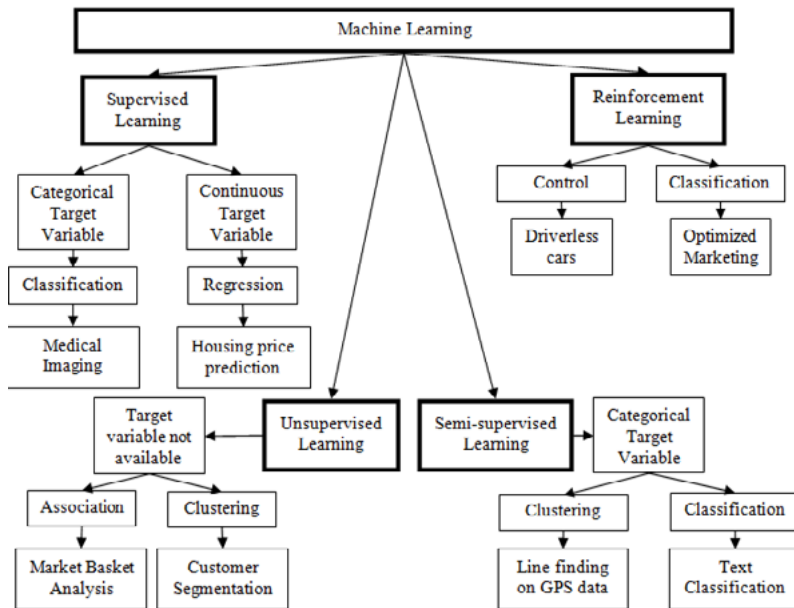 Machine Learning
Supervised
Learning
Reinforcement
Learning
Categorical
Target
Variable
Continuous
Target
Variable
Control
Classification
Driverless
cars
Optimized
Marketing
Classification
Regression
Medical
Imaging
Housing price
prediction
Target
variable not
available
Unsupervised
Learning
Semi-supervised
Learning
Categorical
Target
Variable
Association
Clustering
Clustering
Classification
Market Basket
Analysis
Customer
Segmentation
Line finding
on GPS data
Text
Classification